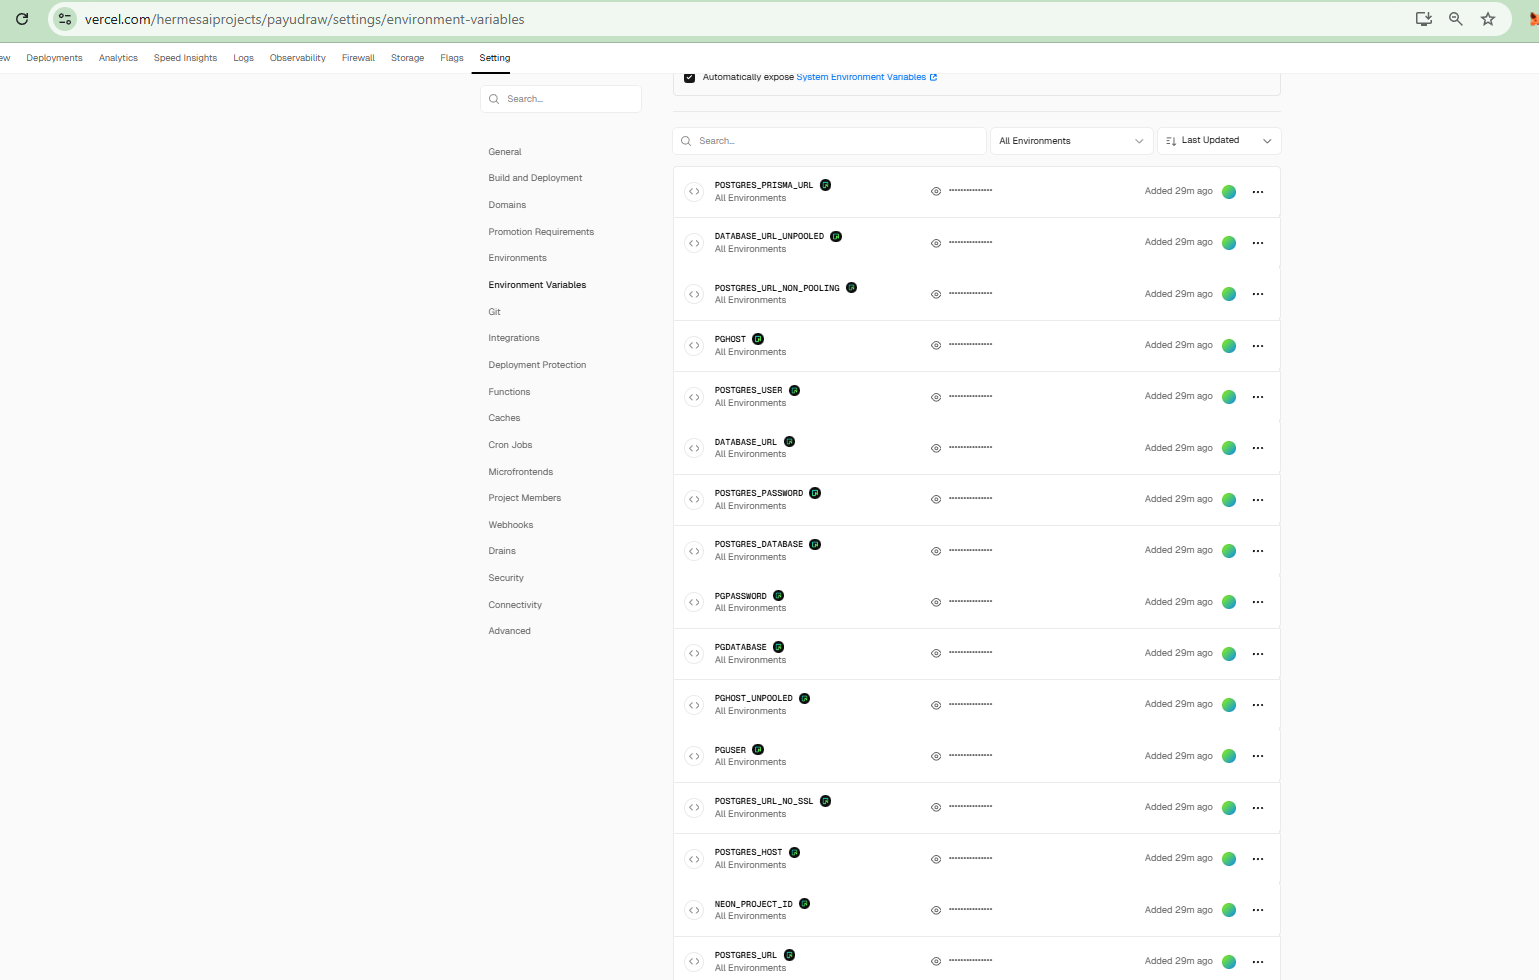 vercel.com/hermesaiprojects/payudraw/settings/environment-variables
ew Deployments Analytics Speed Insights Logs Observability Firewall Storage Flags Setting
Automatically expose System Environment Variables
Search...
General
Build and Deployment
Domains
Promotion Requirements
Environments
Environment Variables
Git
Integrations
Deployment Protection
Functions
Caches
Cron Jobs
Microfrontends
Project Members
Webhooks
Drains
Security
Connectivity
Advanced
Search...
All Environments
Last Updated
POSTGRES_PRISMA_URL
All Environments
•••••••••••••••
Added 29m ago
DATABASE_URL_UNPOOLED
All Environments
•••••••••••••••
Added 29m ago
POSTGRES_URL_NON_POOLING
All Environments
•••••••••••••••
Added 29m ago
PGHOST
All Environments
•••••••••••••••
Added 29m ago
POSTGRES_USER
All Environments
•••••••••••••••
Added 29m ago
DATABASE_URL
All Environments
•••••••••••••••
Added 29m ago
POSTGRES_PASSWORD
All Environments
•••••••••••••••
Added 29m ago
POSTGRES_DATABASE
All Environments
•••••••••••••••
Added 29m ago
PGPASSWORD
All Environments
•••••••••••••••
Added 29m ago
PGDATABASE
All Environments
•••••••••••••••
Added 29m ago
PGHOST_UNPOOLED
All Environments
•••••••••••••••
Added 29m ago
PGUSER
All Environments
•••••••••••••••
Added 29m ago
POSTGRES_URL_NO_SSL
All Environments
•••••••••••••••
Added 29m ago
POSTGRES_HOST
All Environments
•••••••••••••••
Added 29m ago
NEON_PROJECT_ID
All Environments
•••••••••••••••
Added 29m ago
POSTGRES_URL
All Environments
•••••••••••••••
Added 29m ago